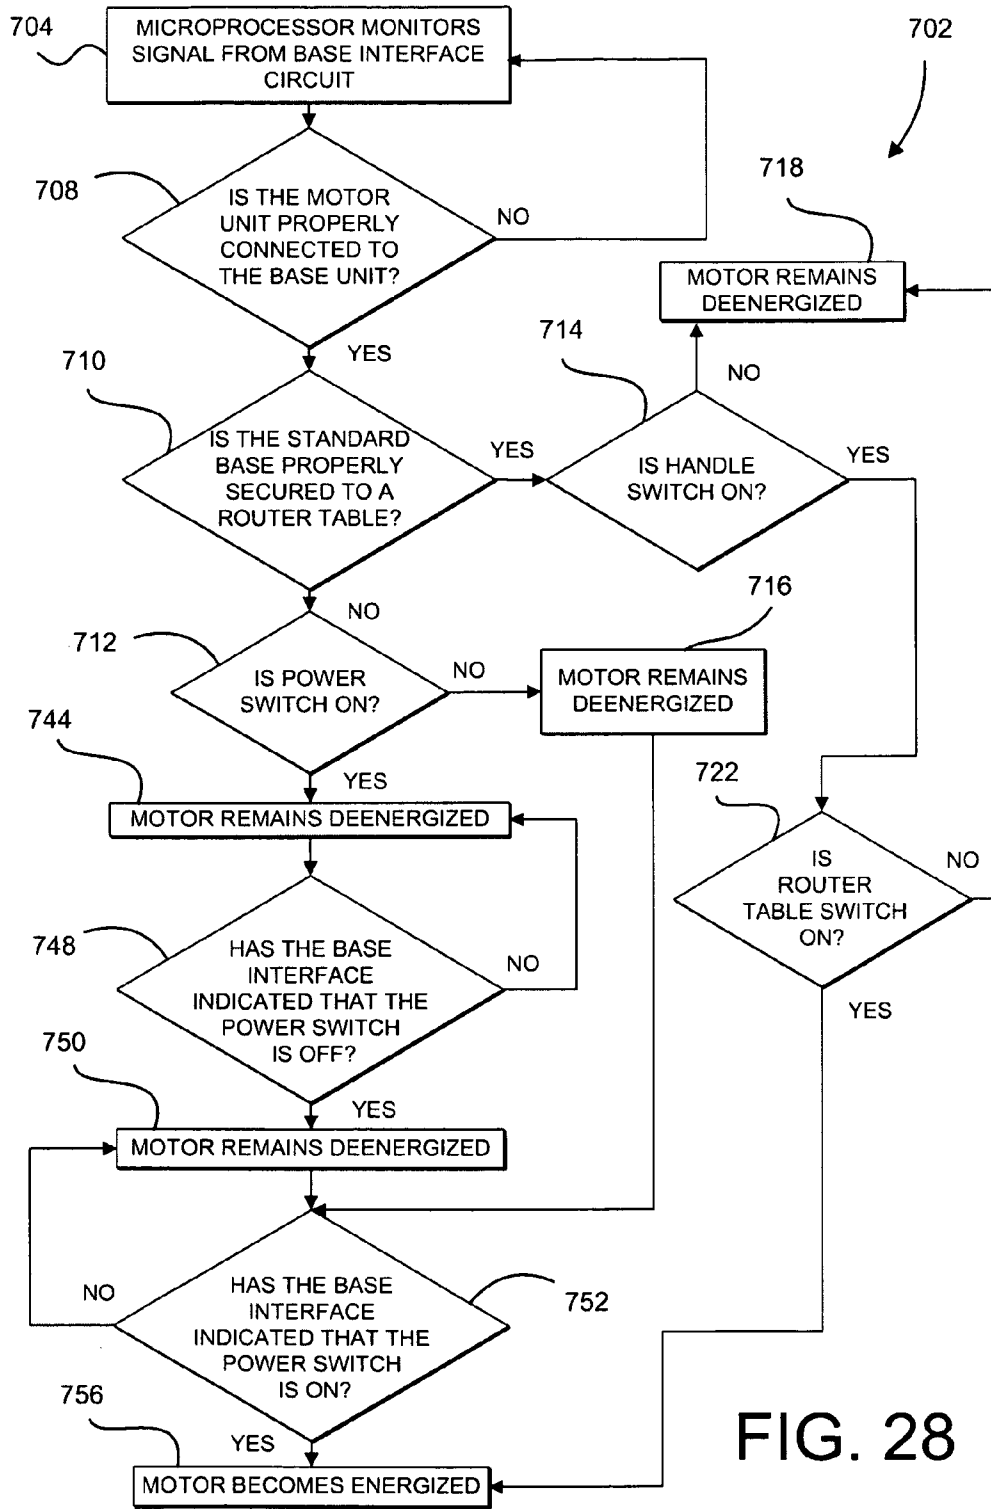 704
MICROPROCESSOR MONITORS
SIGNAL FROM BASE INTERFACE
CIRCUIT
702
708
IS THE MOTOR
UNIT PROPERLY
CONNECTED TO
THE BASE UNIT?
NO
718
MOTOR REMAINS
DEENERGIZED
YES
710
IS THE STANDARD
BASE PROPERLY
SECURED TO A
ROUTER TABLE?
YES
714
NO
IS HANDLE
SWITCH ON?
YES
NO
712
IS POWER
SWITCH ON?
NO
716
MOTOR REMAINS
DEENERGIZED
YES
744
MOTOR REMAINS DEENERGIZED
722
IS
ROUTER
TABLE SWITCH
ON?
NO
YES
748
HAS THE BASE
INTERFACE
INDICATED THAT THE
POWER SWITCH
IS OFF?
NO
YES
750
MOTOR REMAINS DEENERGIZED
NO
752
HAS THE BASE
INTERFACE
INDICATED THAT THE
POWER SWITCH
IS ON?
YES
756
MOTOR BECOMES ENERGIZED
FIG. 28